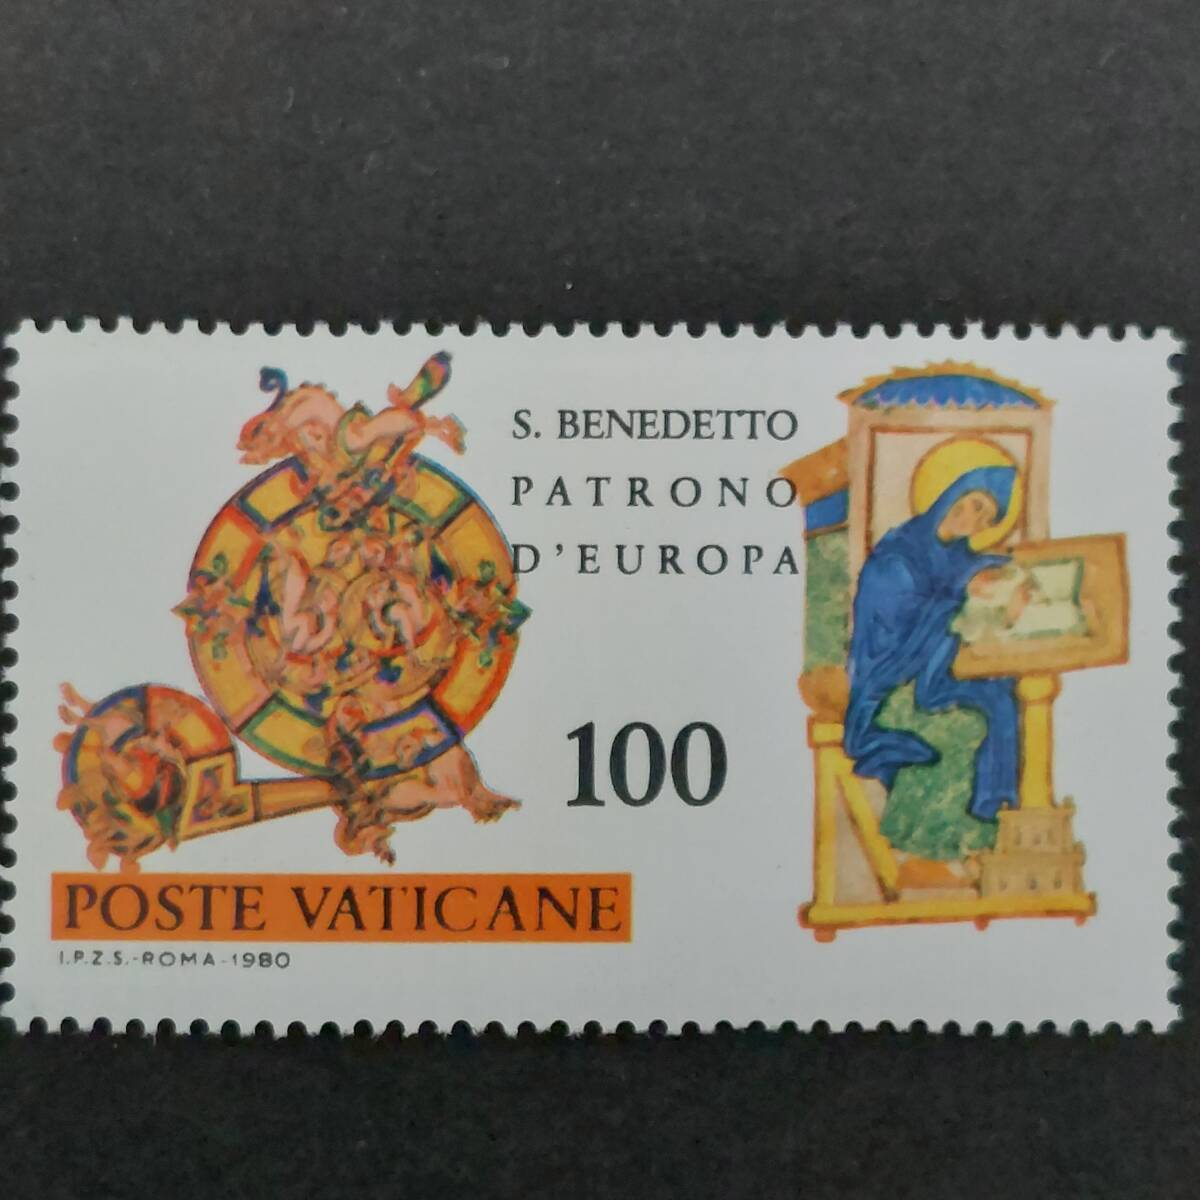 S. BENEDETTO
PATRONO
D'EUROPA
100
POSTE VATICANE
I.P.Z.S.-ROMA-1980